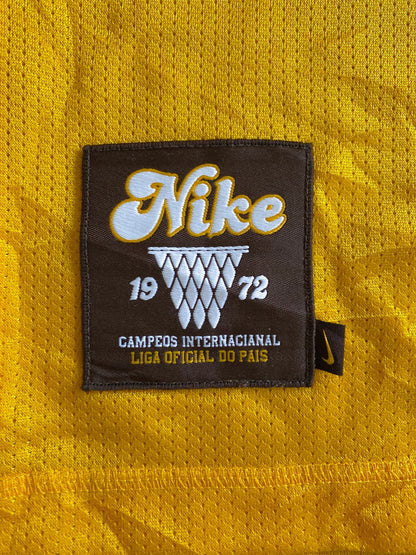 Nike
19 72
CAMPEOS INTERNACIANAL
LIGA OFICIAL DO PAIS